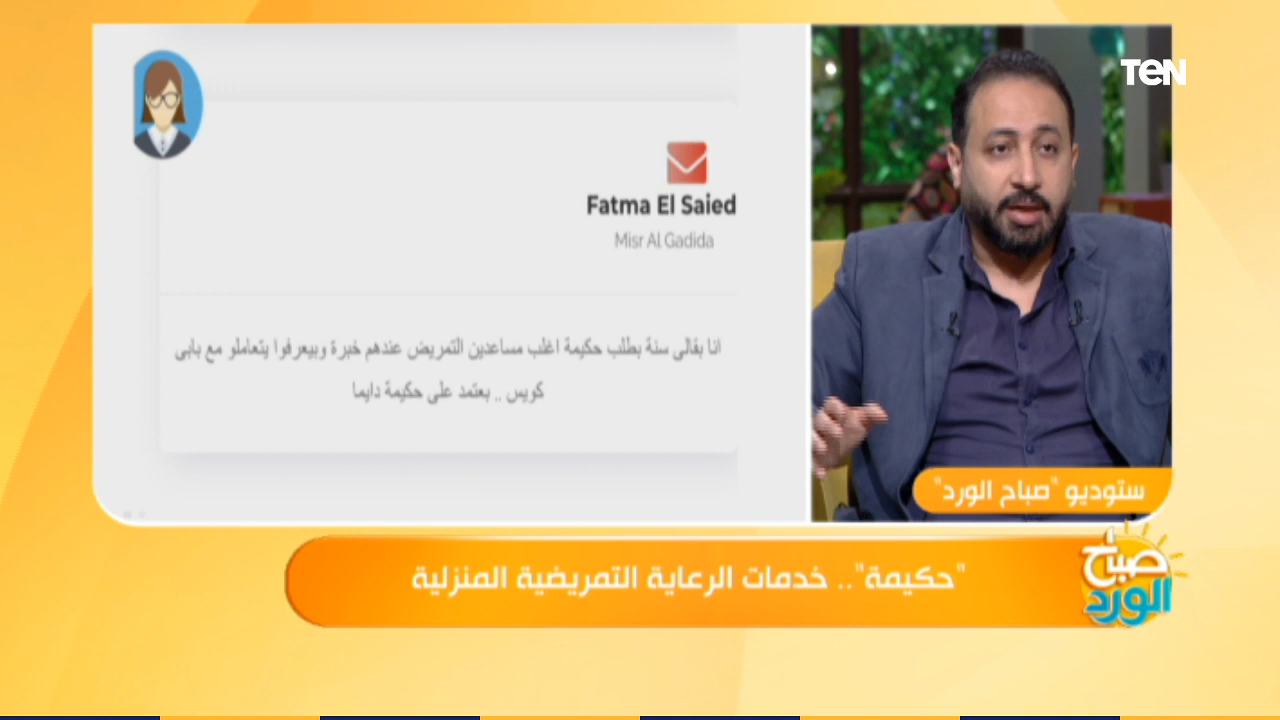 TEN
Fatma El Saied
Misr Al Gadida
انا بقالى سنة بطلب حكيمة اغلب مساعدين التمريض عندهم خبرة وبيعرفوا يتعاملو مع بابى
كويس .. بعتمد على حكيمة دايما
ستوديو "صباح الورد"
"حكيمة".. خدمات الرعاية التمريضية المنزلية
صباح
الورد